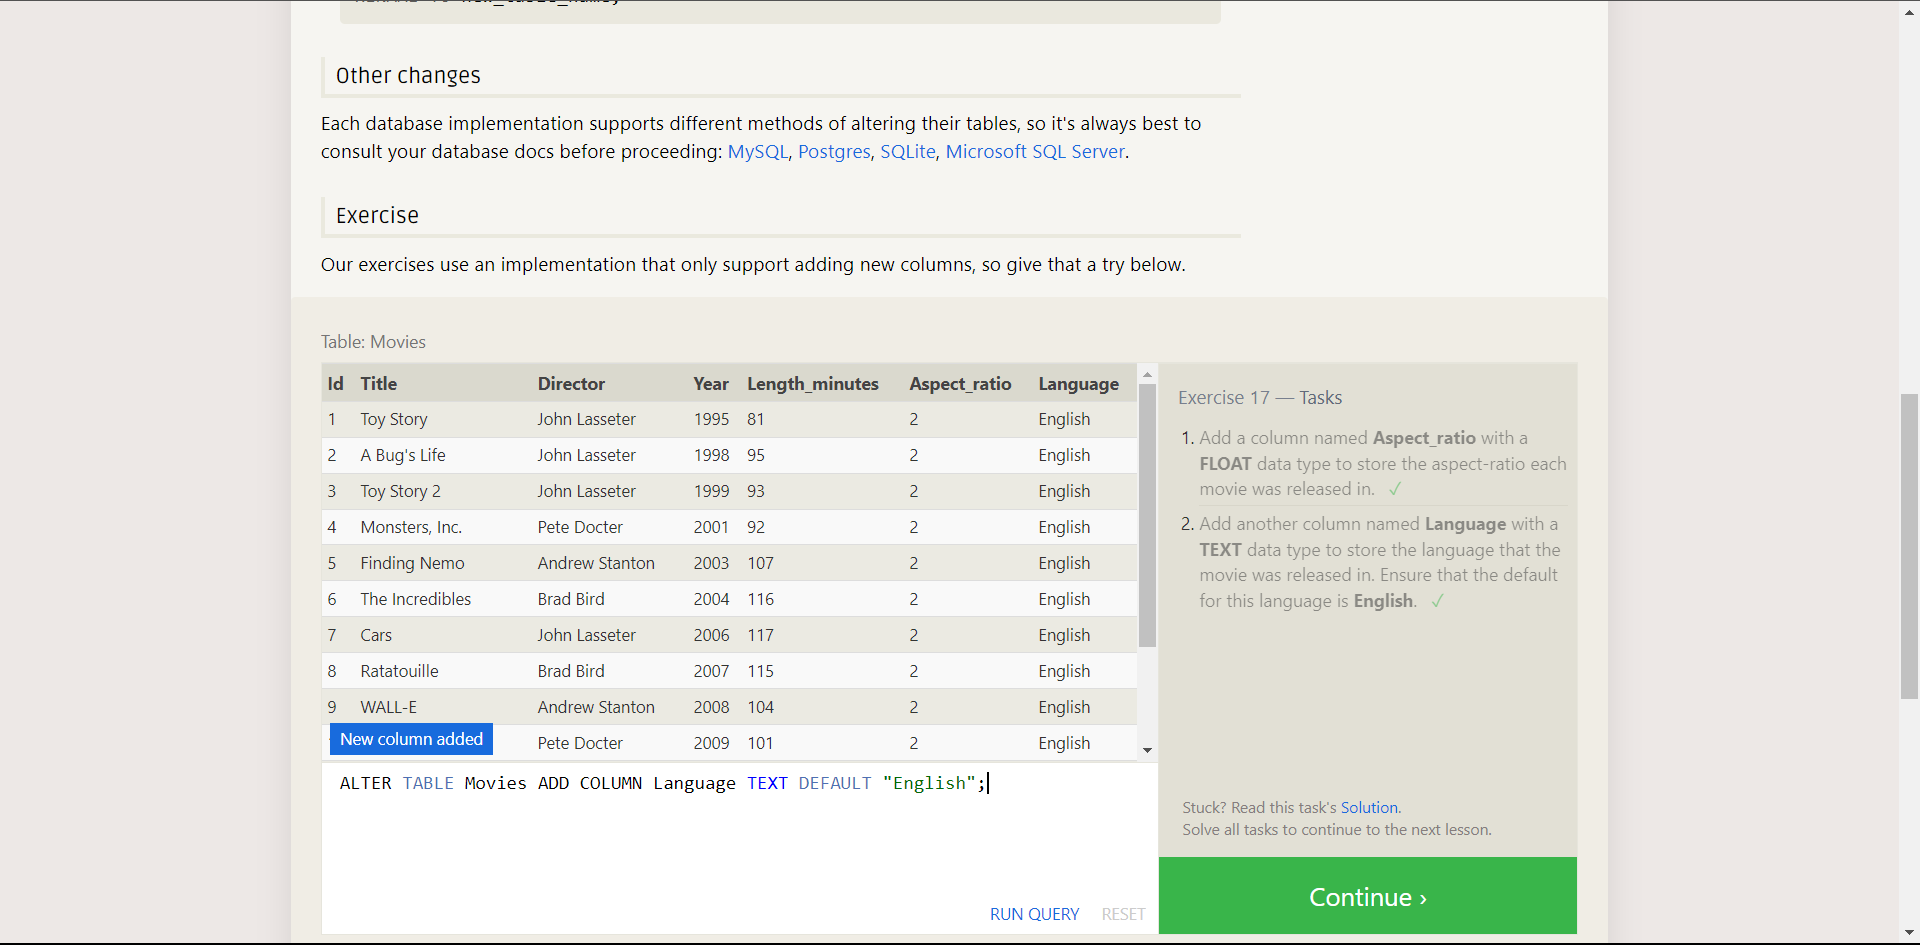 Other changes
Each database implementation supports different methods of altering their tables, so it's always best to
consult your database docs before proceeding: MySQL, Postgres, SQLite, Microsoft SQL Server.
Exercise
Our exercises use an implementation that only support adding new columns, so give that a try below.
Table: Movies
Id Title Director Year Length_minutes Aspect_ratio Language
1 Toy Story John Lasseter 1995 81 2 English
2 A Bug's Life John Lasseter 1998 95 2 English
3 Toy Story 2 John Lasseter 1999 93 2 English
4 Monsters, Inc. Pete Docter 2001 92 2 English
5 Finding Nemo Andrew Stanton 2003 107 2 English
6 The Incredibles Brad Bird 2004 116 2 English
7 Cars John Lasseter 2006 117 2 English
8 Ratatouille Brad Bird 2007 115 2 English
9 WALL-E Andrew Stanton 2008 104 2 English
Pete Docter 2009 101 2 English
New column added
ALTER TABLE Movies ADD COLUMN Language TEXT DEFAULT "English";
RUN QUERY RESET
Exercise 17 — Tasks
1. Add a column named Aspect_ratio with a
FLOAT data type to store the aspect-ratio each
movie was released in. ✓
2. Add another column named Language with a
TEXT data type to store the language that the
movie was released in. Ensure that the default
for this language is English. ✓
Stuck? Read this task's Solution.
Solve all tasks to continue to the next lesson.
Continue ›